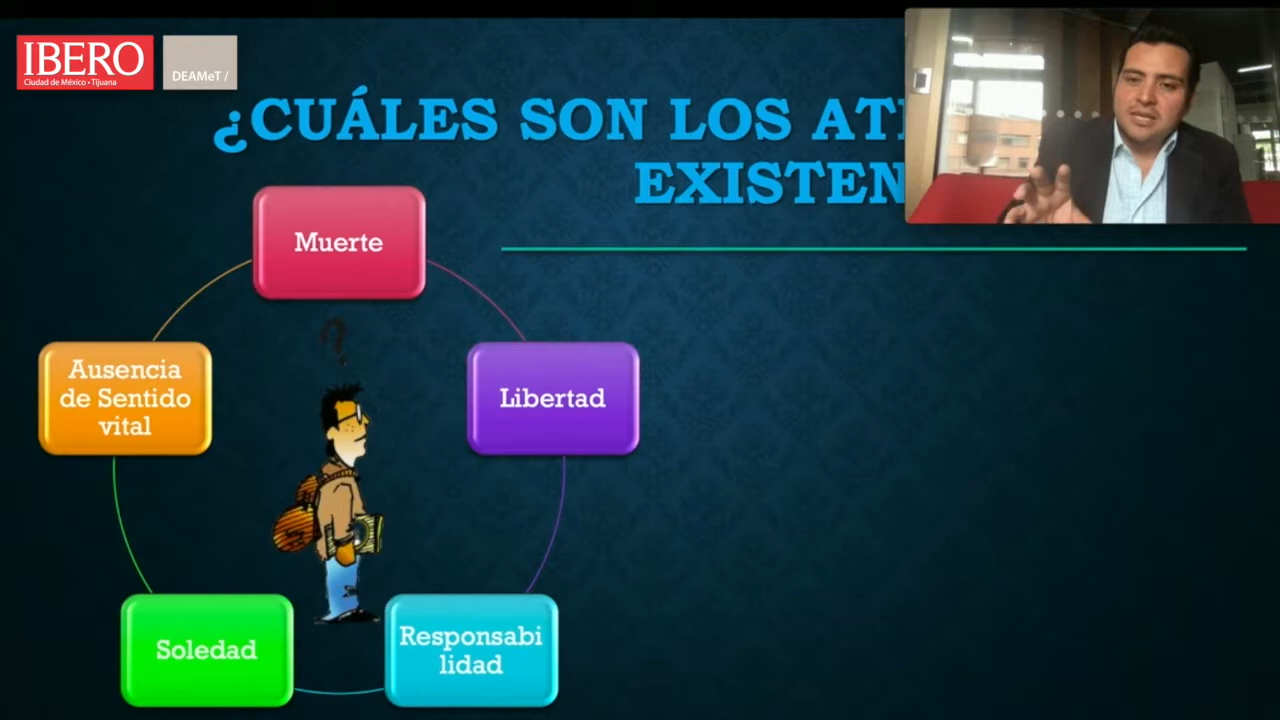 IBERO
Ciudad de México • Tijuana
DEAMeT /
¿CUÁLES SON LOS
EXISTEN
Muerte
Ausencia
de Sentido
vital
Libertad
?
Soledad
Responsabi
lidad